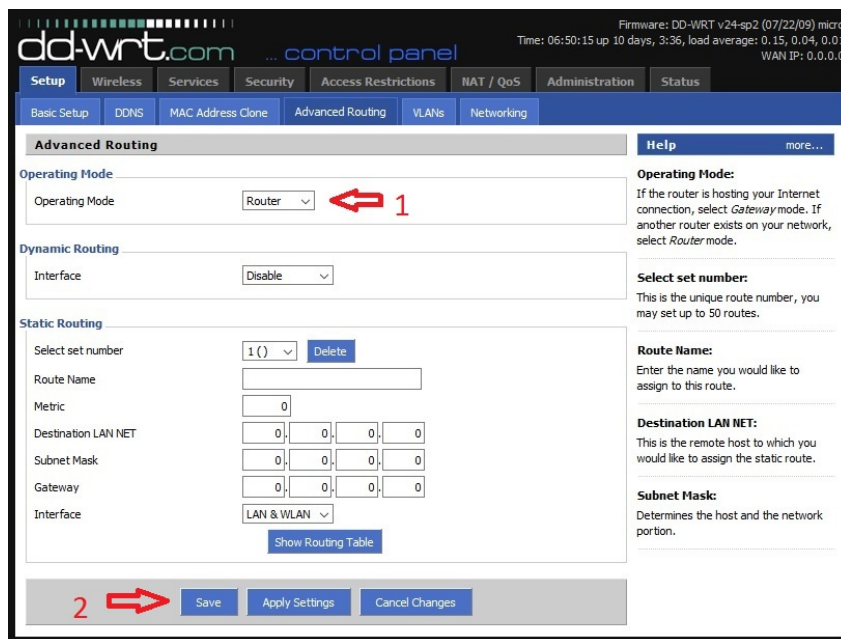 Firmware: DD-WRT v24-sp2 (07/22/09) micro
dd-wrt.com ... control panel
Time: 06:50:15 up 10 days, 3:36, load average: 0.15, 0.04, 0.01
WAN IP: 0.0.0.0
Setup Wireless Services Security Access Restrictions NAT / QoS Administration Status
Basic Setup DDNS MAC Address Clone Advanced Routing VLANs Networking
Advanced Routing
Operating Mode
Operating Mode Router 1
Dynamic Routing
Interface Disable
Static Routing
Select set number 1 ( ) Delete
Route Name
Metric 0
Destination LAN NET 0. 0. 0. 0
Subnet Mask 0. 0. 0. 0
Gateway 0. 0. 0. 0
Interface LAN & WLAN
Show Routing Table
2 Save Apply Settings Cancel Changes
Help more...
Operating Mode:
If the router is hosting your Internet
connection, select Gateway mode. If
another router exists on your network,
select Router mode.
Select set number:
This is the unique route number, you
may set up to 50 routes.
Route Name:
Enter the name you would like to
assign to this route.
Destination LAN NET:
This is the remote host to which you
would like to assign the static route.
Subnet Mask:
Determines the host and the network
portion.